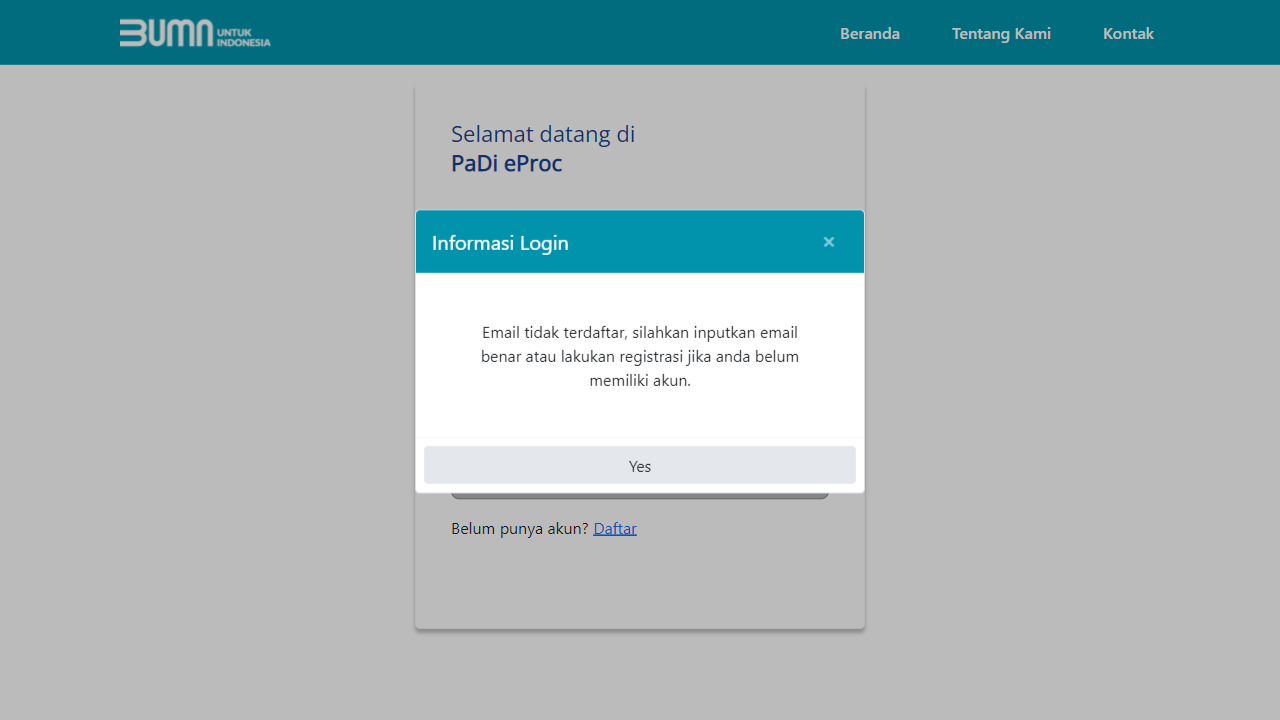 BUMN UNTUK INDONESIA
Beranda
Tentang Kami
Kontak
Selamat datang di
PaDi eProc
Informasi Login
×
Email tidak terdaftar, silahkan inputkan email
benar atau lakukan registrasi jika anda belum
memiliki akun.
Yes
Belum punya akun? Daftar